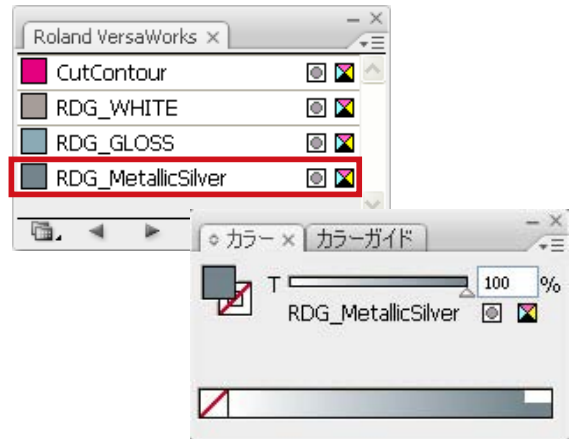 Roland VersaWorks ×
CutContour
RDG_WHITE
RDG_GLOSS
RDG_MetallicSilver
カラー × カラーガイド
T 100 %
RDG_MetallicSilver